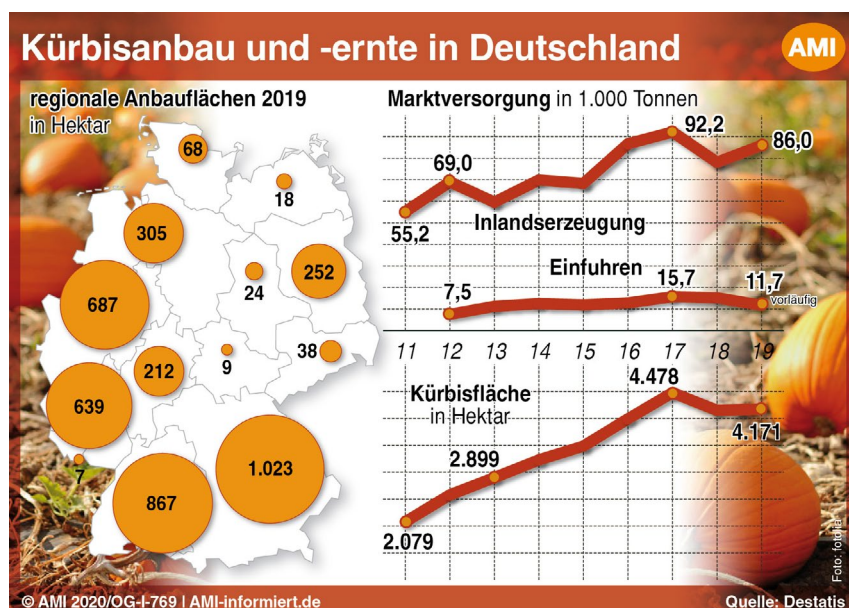 Kürbisanbau und -ernte in Deutschland
AMI
regionale Anbauflächen 2019
in Hektar
68
18
305
252
24
687
38
9
212
639
7
1.023
867
Marktversorgung in 1.000 Tonnen
92,2
86,0
69,0
55,2
Inlandserzeugung
Einfuhren
7,5
15,7
11,7
vorläufig
11 12 13 14 15 16 17 18 19
Kürbisfläche
in Hektar
4.478
4.171
2.899
2.079
Foto: fotolia
© AMI 2020/OG-I-769 | AMI-informiert.de
Quelle: Destatis